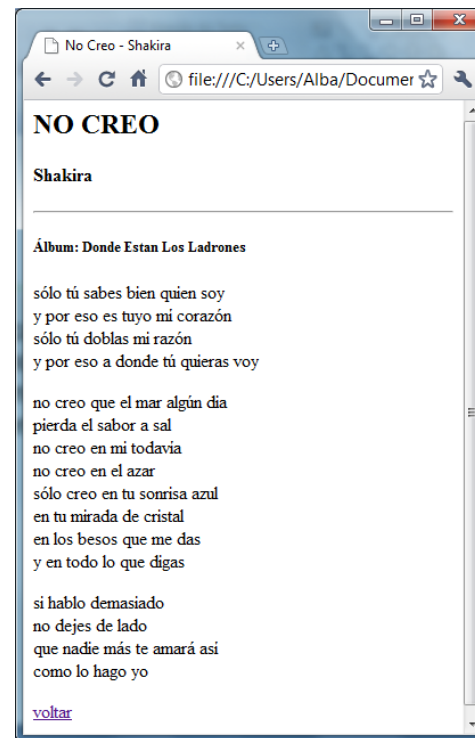 No Creo - Shakira
file:///C:/Users/Alba/Documer
NO CREO
Shakira
Álbum: Donde Estan Los Ladrones
sólo tú sabes bien quien soy
y por eso es tuyo mi corazón
sólo tú doblas mi razón
y por eso a donde tú quieras voy
no creo que el mar algún dia
pierda el sabor a sal
no creo en mi todavía
no creo en el azar
sólo creo en tu sonrisa azul
en tu mirada de cristal
en los besos que me das
y en todo lo que digas
si hablo demasiado
no dejes de lado
que nadie más te amará asi
como lo hago yo
voltar